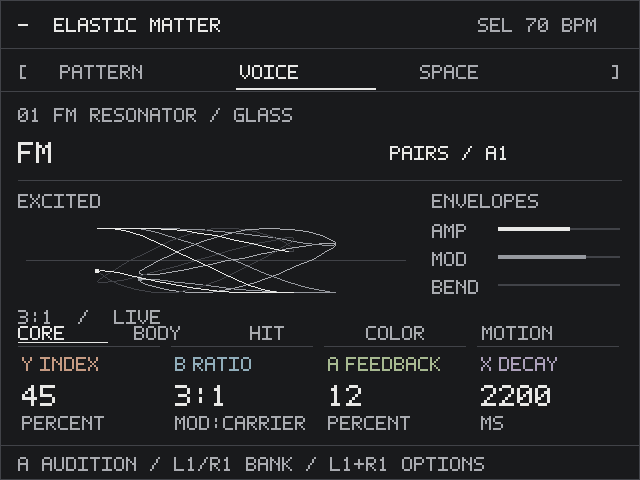 — ELASTIC MATTER SEL 70 BPM
[ PATTERN VOICE SPACE ]
01 FM RESONATOR / GLASS
FM PAIRS / A1
EXCITED ENVELOPES
AMP
MOD
BEND
3:1 / LIVE
CORE BODY HIT COLOR MOTION
Y INDEX B RATIO A FEEDBACK X DECAY
45 3:1 12 2200
PERCENT MOD:CARRIER PERCENT MS
A AUDITION / L1/R1 BANK / L1+R1 OPTIONS